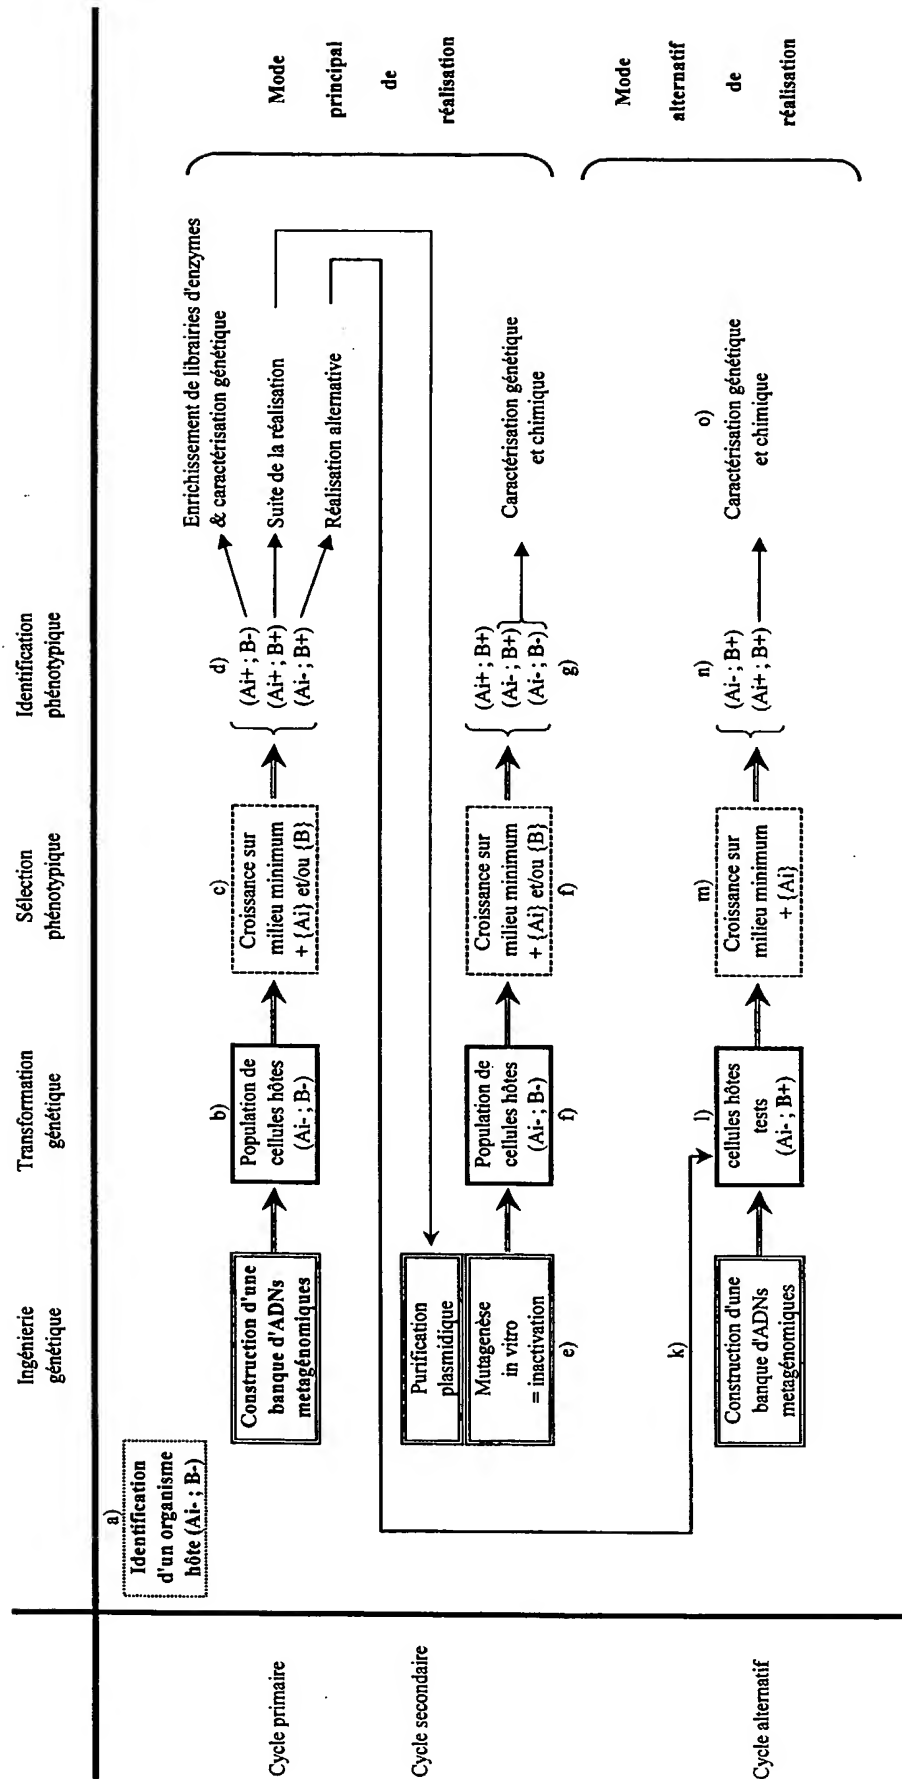 Ingénierie
génétique
Transformation
génétique
Sélection
phénotypique
Identification
phénotypique
Cycle primaire
a)
Identification
d'un organisme
hôte (Ai- ; B-)
Construction d'une
banque d'ADNs
metagénomiques
b)
Population de
cellules hôtes
(Ai- ; B-)
c)
Croissance sur
milieu minimum
+ {Ai} et/ou {B}
d)
(Ai+ ; B-)
(Ai+ ; B+)
(Ai- ; B+)
Enrichissement de librairies d'enzymes
& caractérisation génétique
Suite de la réalisation
Réalisation alternative
Mode
principal
de
réalisation
Cycle secondaire
Purification
plasmidique
Mutagenèse
in vitro
= inactivation
e)
Population de
cellules hôtes
(Ai- ; B-)
f)
Croissance sur
milieu minimum
+ {Ai} et/ou {B}
f)
(Ai+ ; B+)
(Ai- ; B+)
(Ai- ; B-)
g)
Caractérisation génétique
et chimique
Cycle alternatif
k)
Construction d'une
banque d'ADNs
metagénomiques
l)
cellules hôtes
tests
(Ai- ; B+)
m)
Croissance sur
milieu minimum
+ {Ai}
n)
(Ai- ; B+)
(Ai+ ; B+)
o)
Caractérisation génétique
et chimique
Mode
alternatif
de
réalisation